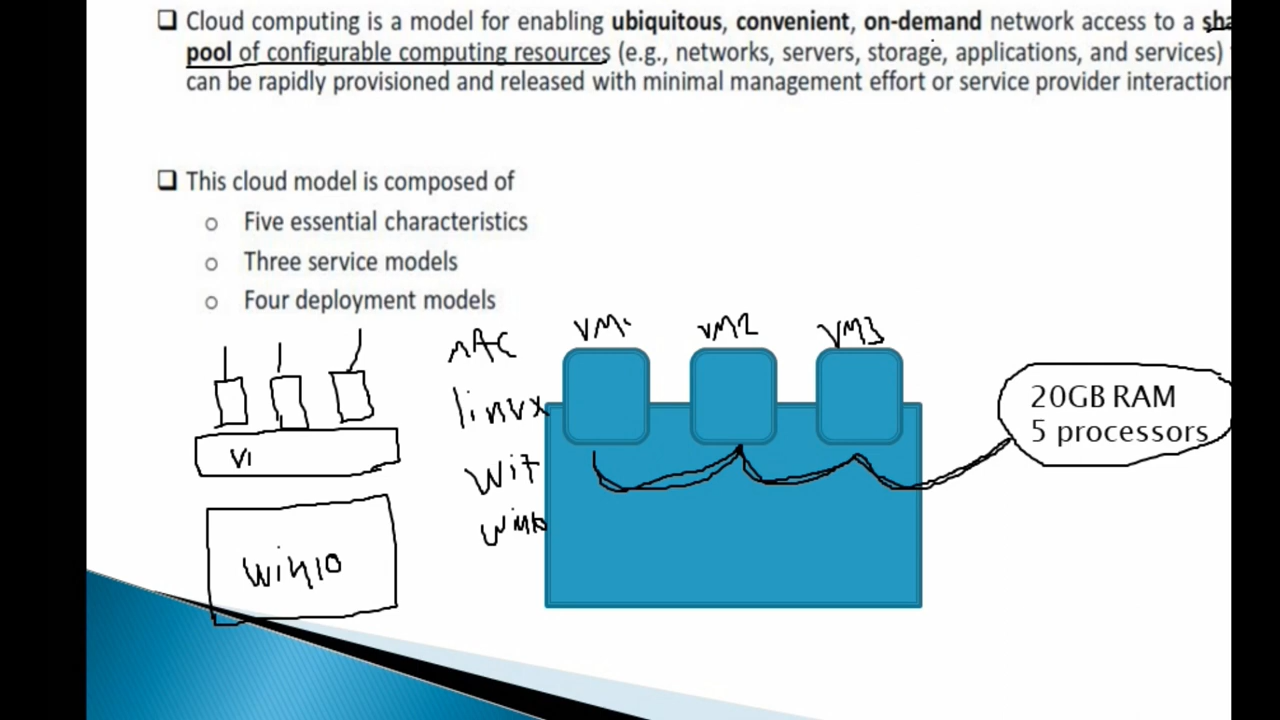 ❑ Cloud computing is a model for enabling ubiquitous, convenient, on-demand network access to a sha
pool of configurable computing resources (e.g., networks, servers, storage, applications, and services)
can be rapidly provisioned and released with minimal management effort or service provider interaction
❑ This cloud model is composed of
o Five essential characteristics
o Three service models
o Four deployment models
MAC
VM1
VM2
VM3
linux
20GB RAM
5 processors
VI
Win10